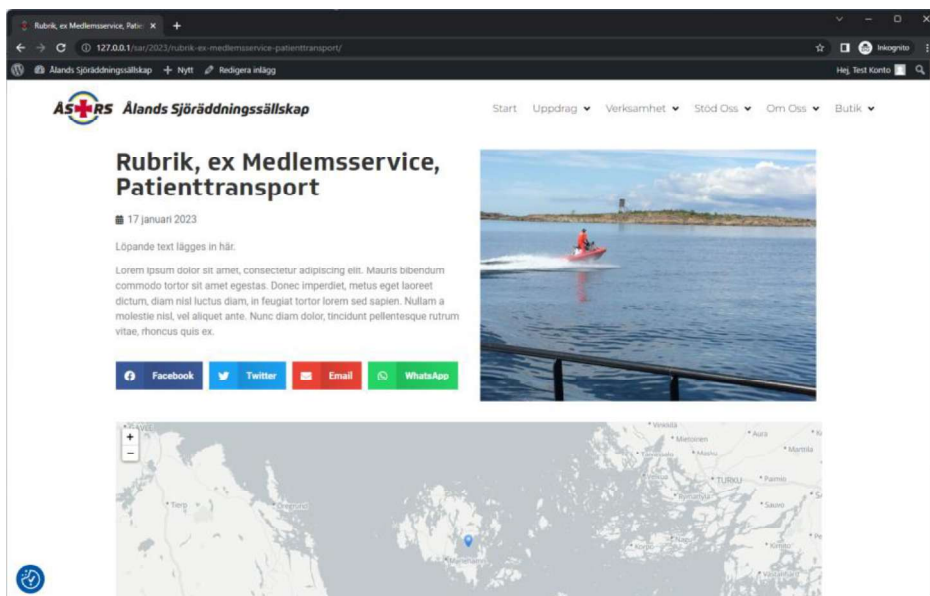 Rubrik, ex Medlemsservice, Patie
127.0.0.1/sar/2023/rubrik-ex-medlemsservice-patienttransport/
Inkognito
Ålands Sjöräddningssällskap
Nytt
Redigera inlägg
Hej, Test Konto
ÅS RS Ålands Sjöräddningssällskap
Start Uppdrag Verksamhet Stöd Oss Om Oss Butik
Rubrik, ex Medlemsservice,
Patienttransport
17 januari 2023
Löpande text lägges in här.
Lorem ipsum dolor sit amet, consectetur adipiscing elit. Mauris bibendum
commodo tortor sit amet egestas. Donec imperdiet, metus eget laoreet
dictum, diam nisl luctus diam, in feugiat tortor lorem sed sapien. Nullam a
molestie nisl, vel aliquet ante. Nunc diam dolor, tincidunt pellentesque rutrum
vitae, rhoncus quis ex.
Facebook Twitter Email WhatsApp
+
−
Mietoinen
Aura
Marttila
TURKU
Paimio
Tierp
Sauvo
Korpo